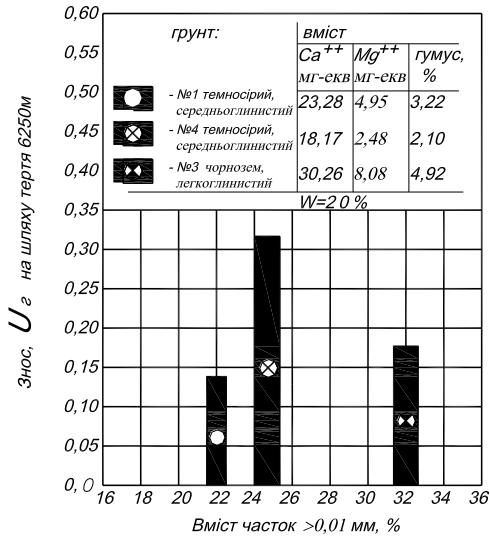 0,60
0,55
0,50
0,45
0,40
0,35
0,30
0,25
0,20
0,15
0,10
0,05
0,0
Знос, U г на шляху тертя 6250м
грунт: вміст
Ca++ Mg++ гумус,
мг-екв мг-екв %
- №1 темносірий, середньоглинистий 23,28 4,95 3,22
- №4 темносірий, середньоглинистий 18,17 2,48 2,10
- №3 чорнозем, легкоглинистий 30,26 8,08 4,92
W=20%
16 18 20 22 24 26 28 30 32 34 36
Вміст часток >0,01 мм, %